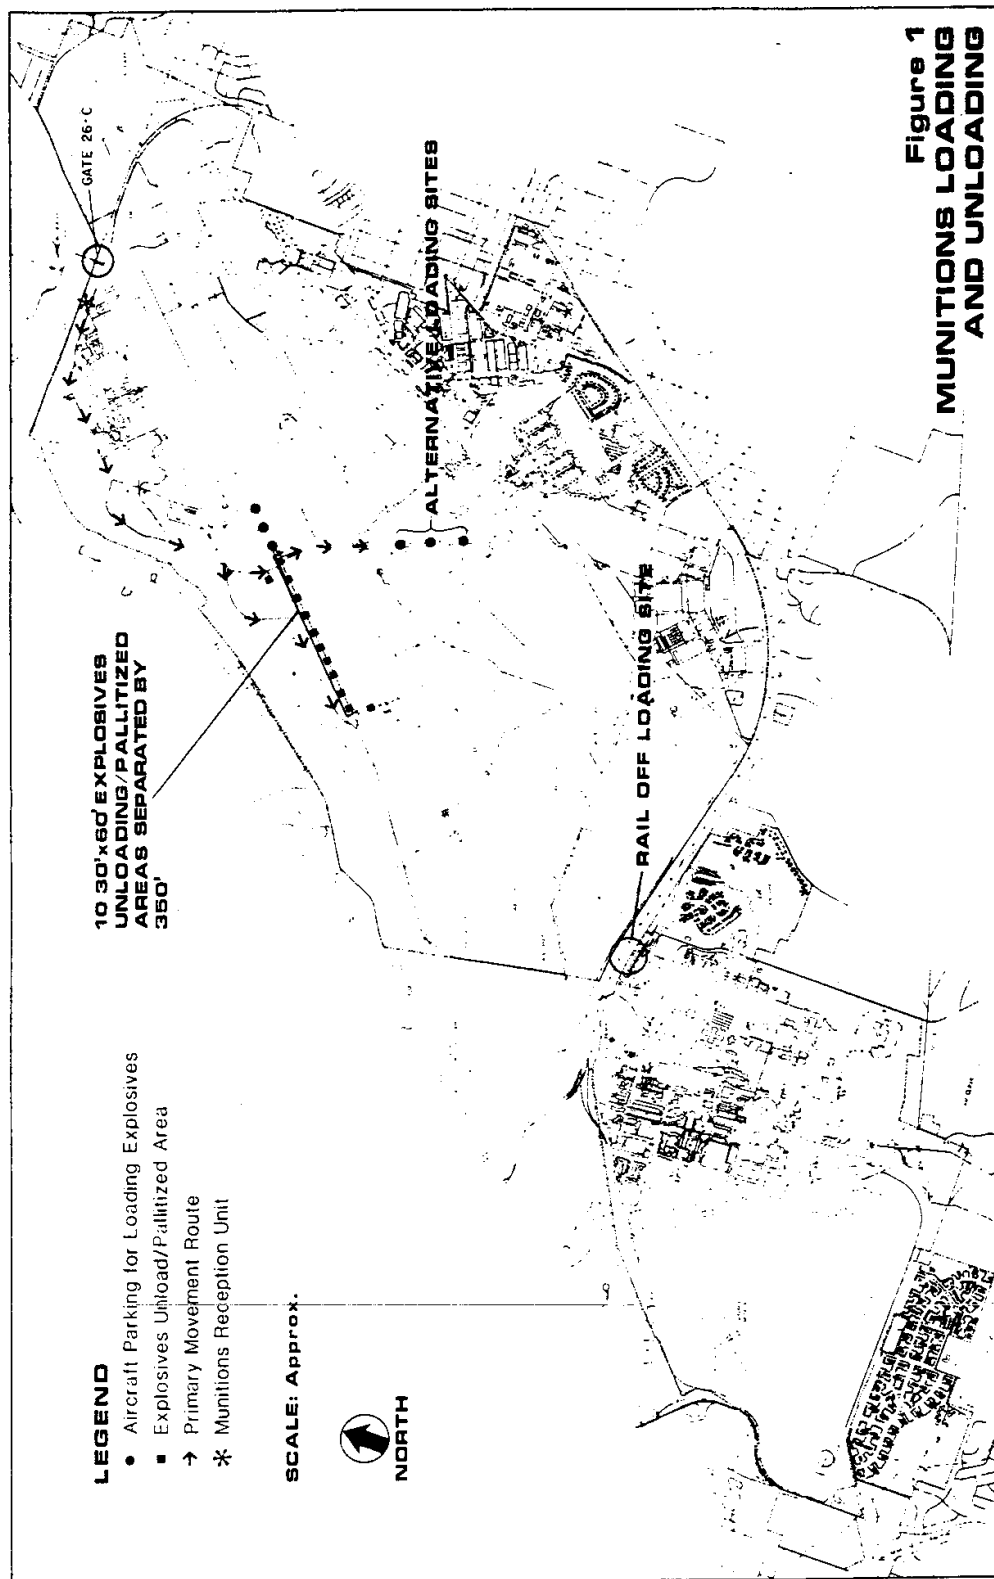 LEGEND
● Aircraft Parking for Loading Explosives
■ Explosives Unload/Pallitized Area
→ Primary Movement Route
✳ Munitions Reception Unit
SCALE: Approx.
NORTH
10 30'x60' EXPLOSIVES
UNLOADING/PALLITIZED
AREAS SEPARATED BY
350'
GATE 26·C
ALTERNATIVE LOADING SITES
RAIL OFF LOADING SITE
Figure 1
MUNITIONS LOADING
AND UNLOADING